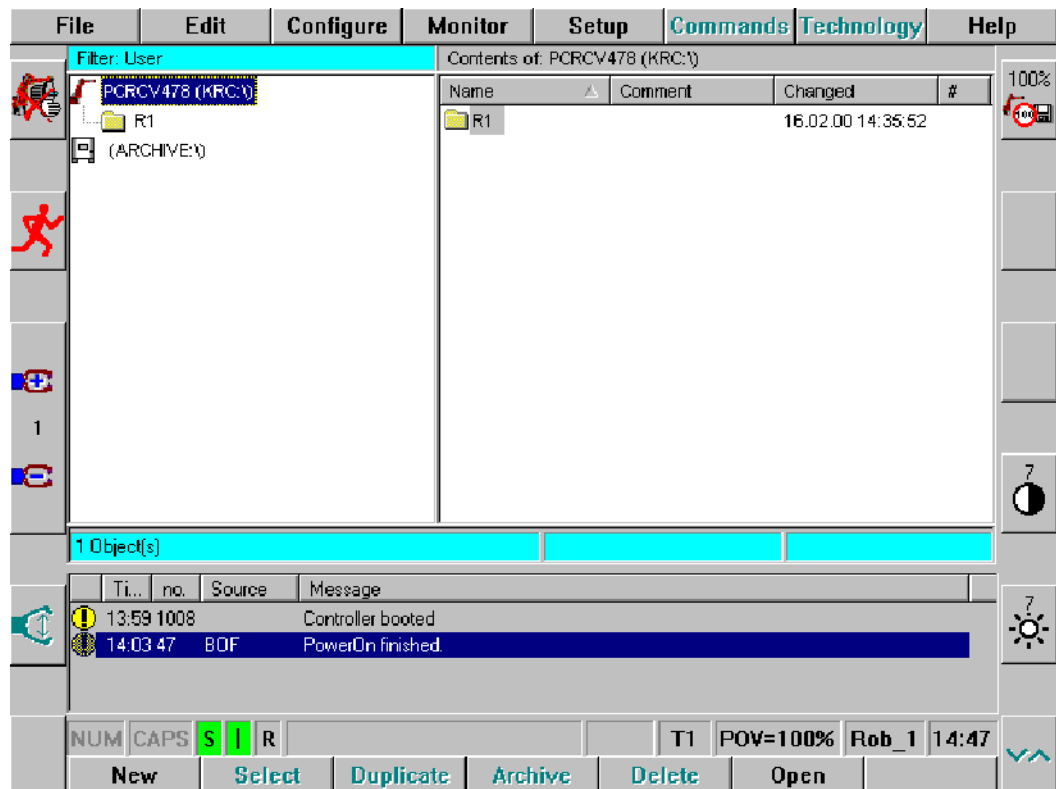 File Edit Configure Monitor Setup Commands Technology Help
Filter: User Contents of: PCRCV478 (KRC:\)
Name Comment Changed #
PCRCV478 (KRC:\)
R1 R1 16.02.00 14:35:52
(ARCHIVE:\)
100%
100
1
7
1 Object(s)
Ti... no. Source Message
13:59 1008 Controller booted
14:03 47 BOF PowerOn finished.
7
NUM CAPS S I R T1 POV=100% Rob_1 14:47
New Select Duplicate Archive Delete Open